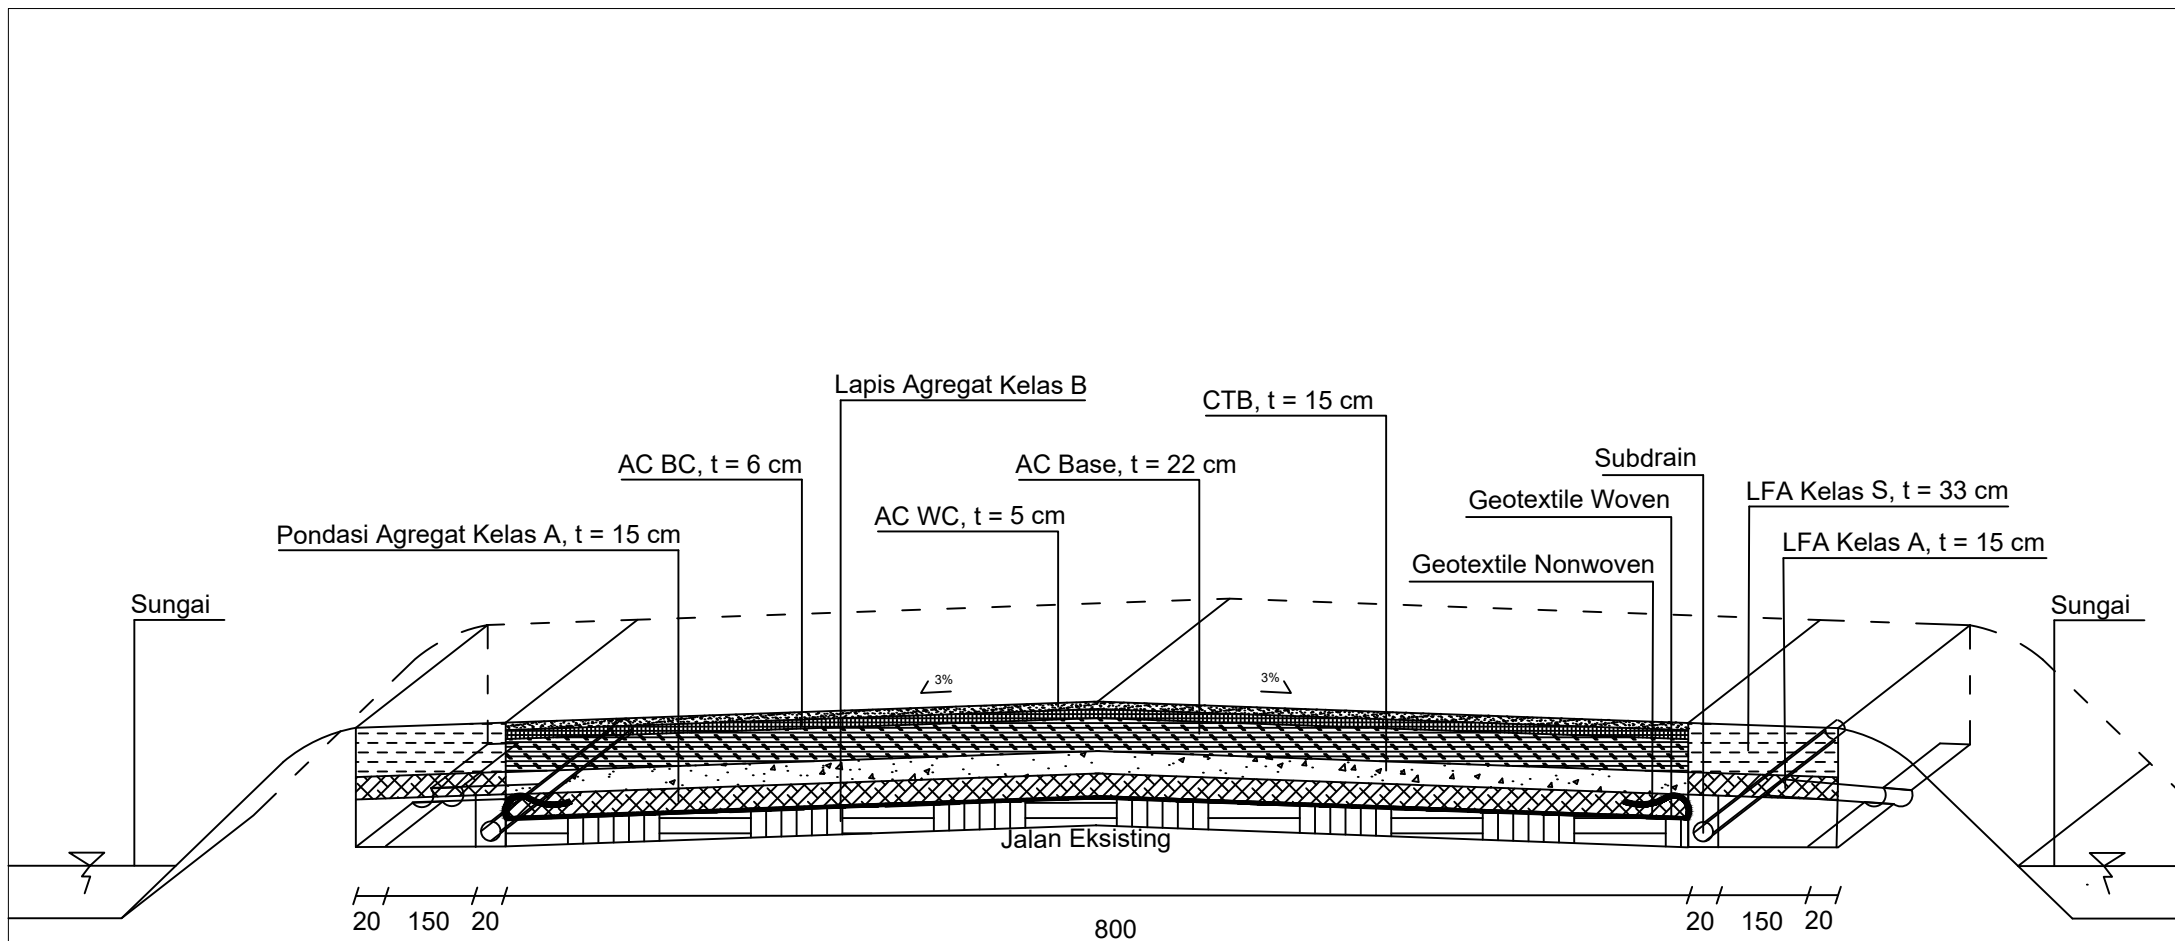 Lapis Agregat Kelas B
CTB, t = 15 cm
AC BC, t = 6 cm
AC Base, t = 22 cm
Subdrain
Geotextile Woven
LFA Kelas S, t = 33 cm
AC WC, t = 5 cm
Pondasi Agregat Kelas A, t = 15 cm
LFA Kelas A, t = 15 cm
Geotextile Nonwoven
Sungai
Sungai
3%
3%
Jalan Eksisting
20 150 20 800 20 150 20